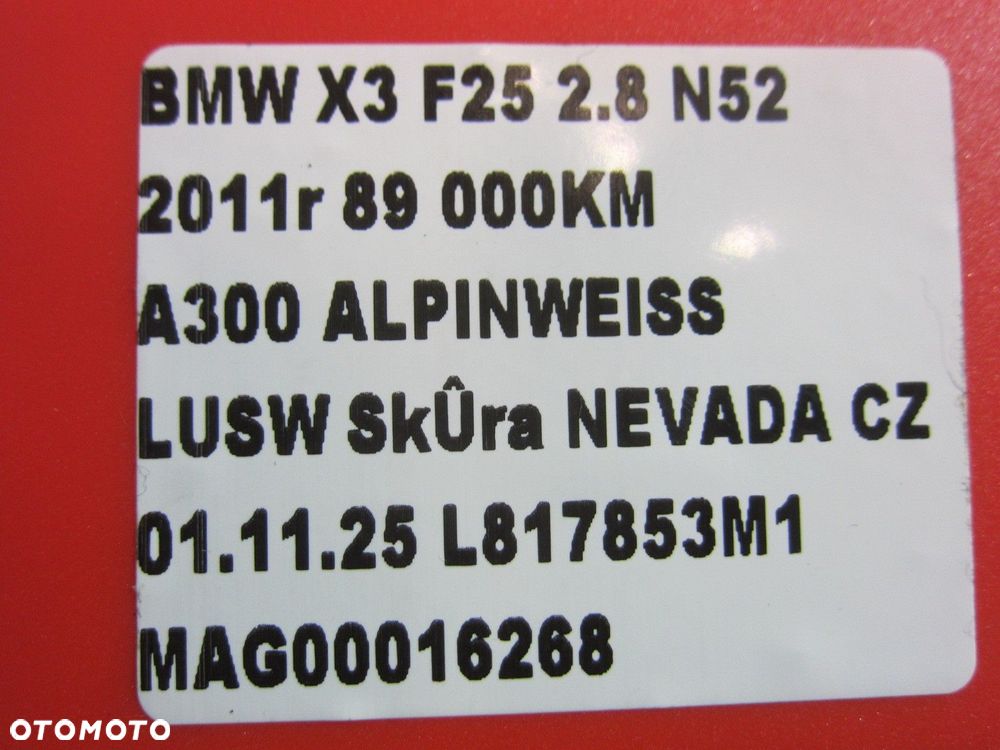 BMW X3 F25 2.8 N52
2011r 89 000KM
A300 ALPINWEISS
LUSW SkÛra NEVADA CZ
01.11.25 L817853M1
MAG00016268
OTOMOTO